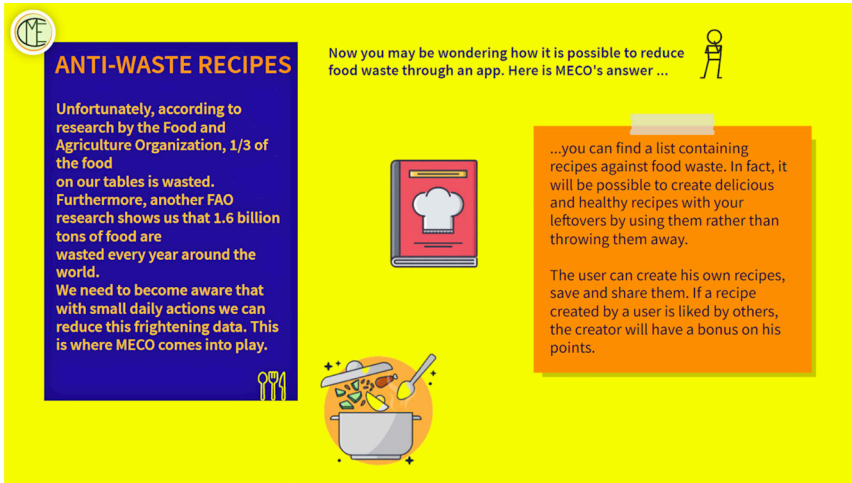 CME
ANTI-WASTE RECIPES
Unfortunately, according to
research by the Food and
Agriculture Organization, 1/3 of
the food
on our tables is wasted.
Furthermore, another FAO
research shows us that 1.6 billion
tons of food are
wasted every year around the
world.
We need to become aware that
with small daily actions we can
reduce this frightening data. This
is where MECO comes into play.
Now you may be wondering how it is possible to reduce
food waste through an app. Here is MECO's answer ...
...you can find a list containing
recipes against food waste. In fact, it
will be possible to create delicious
and healthy recipes with your
leftovers by using them rather than
throwing them away.
The user can create his own recipes,
save and share them. If a recipe
created by a user is liked by others,
the creator will have a bonus on his
points.